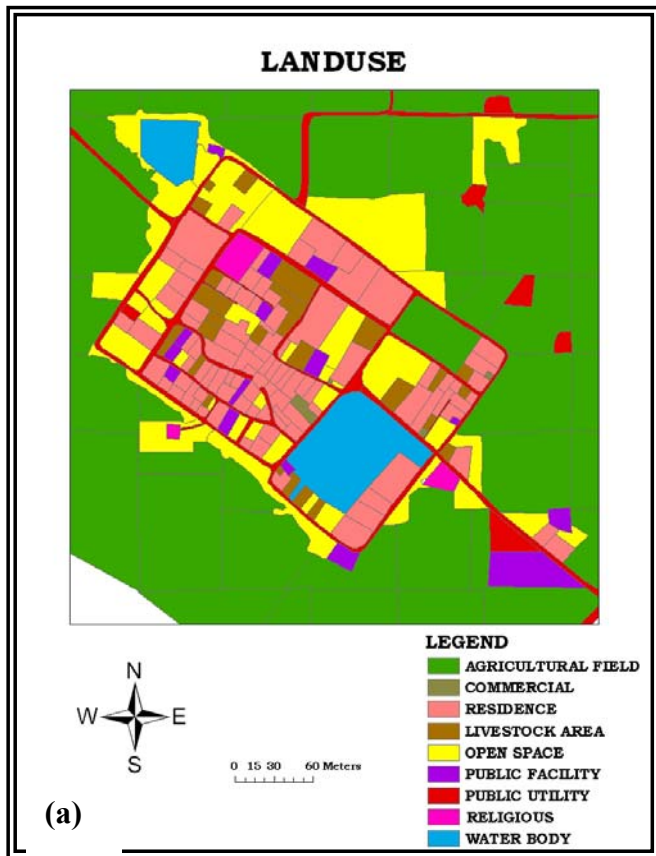 LANDUSE
LEGEND
AGRICULTURAL FIELD
COMMERCIAL
RESIDENCE
LIVESTOCK AREA
OPEN SPACE
PUBLIC FACILITY
PUBLIC UTILITY
RELIGIOUS
WATER BODY
N
W E
S
0 15 30 60 Meters
(a)